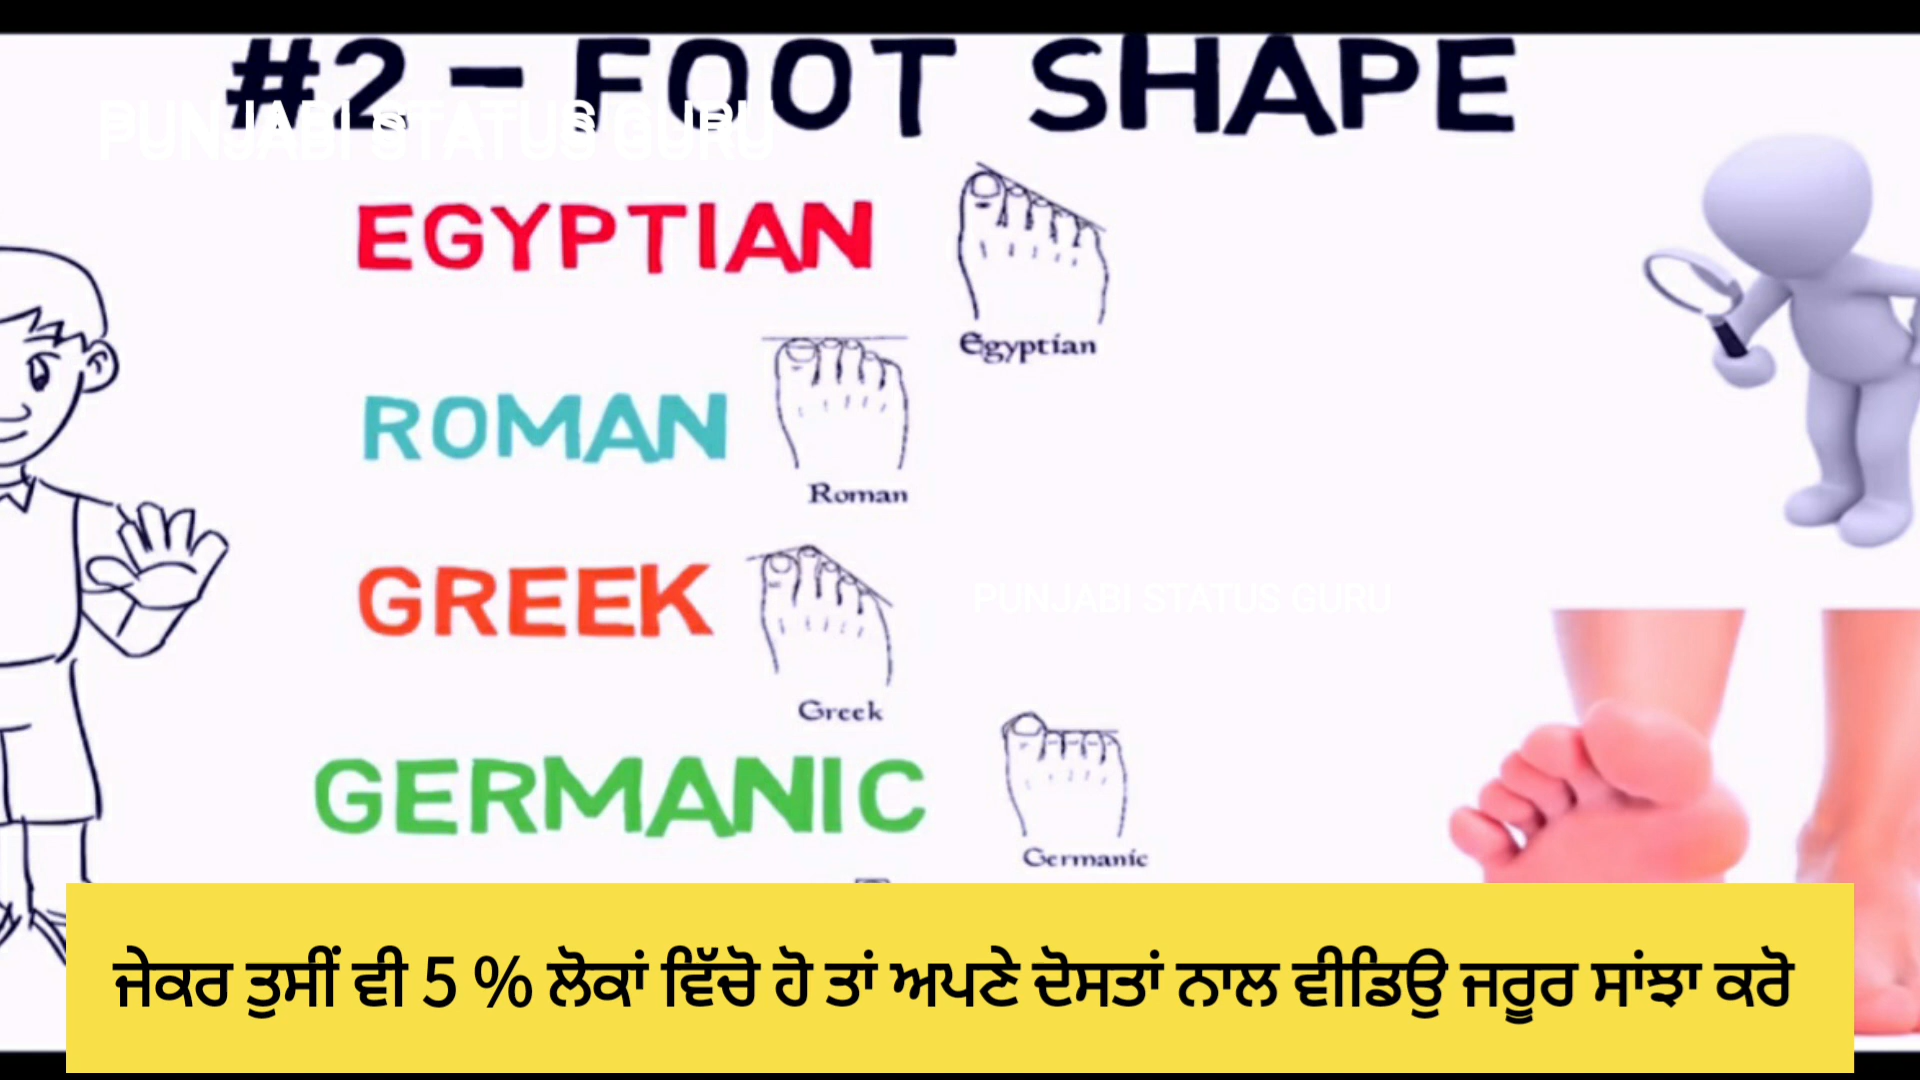 #2 - FOOT SHAPE
PUNJABI STATUS GURU
EGYPTIAN
Egyptian
ROMAN
Roman
GREEK
PUNJABI STATUS GURU
Greek
GERMANIC
Germanic
ਜੇਕਰ ਤੁਸੀਂ ਵੀ 5 % ਲੋਕਾਂ ਵਿੱਚੋ ਹੋ ਤਾਂ ਅਪਣੇ ਦੋਸਤਾਂ ਨਾਲ ਵੀਡਿਉ ਜਰੂਰ ਸਾਂਝਾ ਕਰੋ